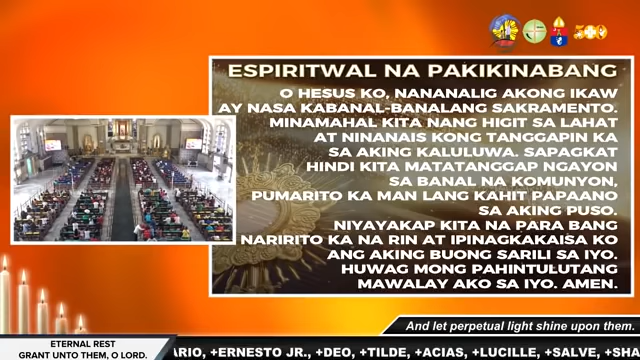 500
ESPIRITWAL NA PAKIKINABANG
O HESUS KO, NANANALIG AKONG IKAW
AY NASA KABANAL-BANALANG SAKRAMENTO.
MINAMAHAL KITA NANG HIGIT SA LAHAT
AT NINANAIS KONG TANGGAPIN KA
SA AKING KALULUWA. SAPAGKAT
HINDI KITA MATATANGGAP NGAYON
SA BANAL NA KOMUNYON,
PUMARITO KA MAN LANG KAHIT PAPAANO
SA AKING PUSO.
NIYAYAKAP KITA NA PARA BANG
NARIRITO KA NA RIN AT IPINAGKAKAISA KO
ANG AKING BUONG SARILI SA IYO.
HUWAG MONG PAHINTULUTANG
MAWALAY AKO SA IYO. AMEN.
And let perpetual light shine upon them.
ETERNAL REST
GRANT UNTO THEM, O LORD.
ARIO, +ERNESTO JR., +DEO, +TILDE, +ACIAS, +LUCILLE, +SALVE, +SHA